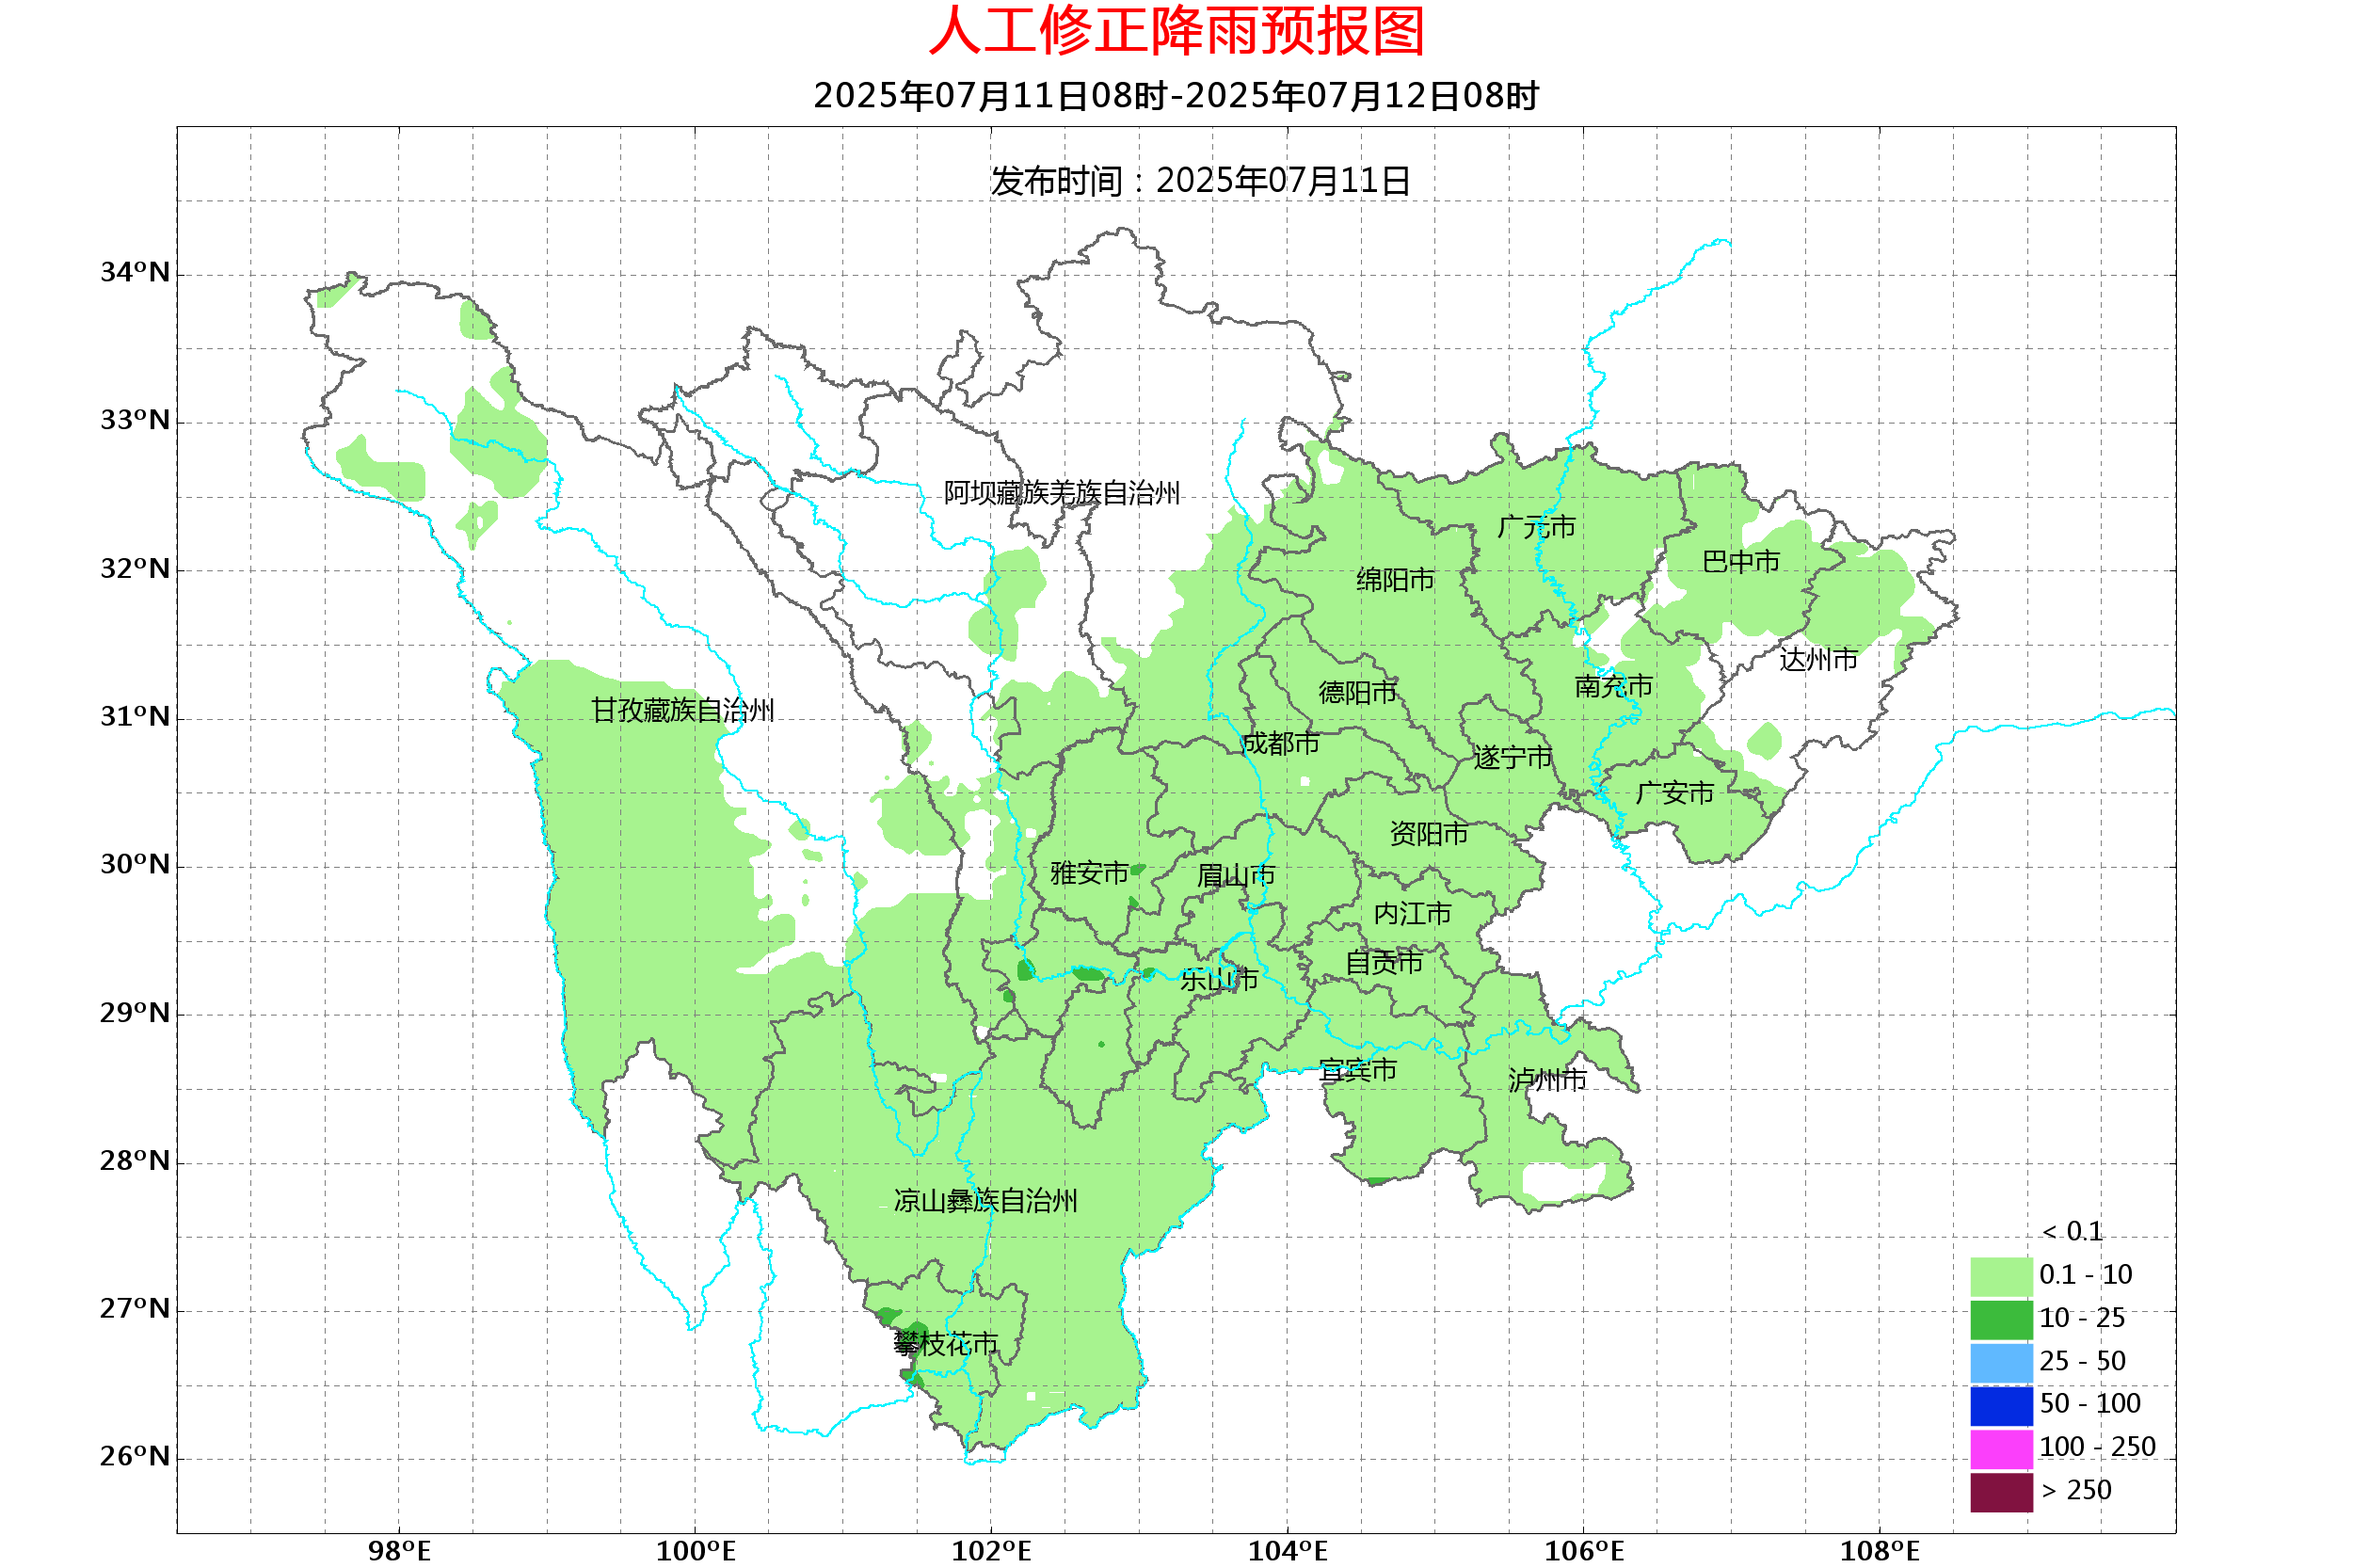 人工修正降雨预报图
2025年07月11日08时-2025年07月12日08时
发布时间：2025年07月11日
34°N
33°N
32°N
31°N
30°N
29°N
28°N
27°N
26°N
98°E
100°E
102°E
104°E
106°E
108°E
阿坝藏族羌族自治州
广元市
巴中市
绵阳市
达州市
南充市
德阳市
甘孜藏族自治州
成都市
遂宁市
广安市
资阳市
雅安市
眉山市
内江市
自贡市
乐山市
宜宾市
泸州市
凉山彝族自治州
攀枝花市
< 0.1
0.1 - 10
10 - 25
25 - 50
50 - 100
100 - 250
> 250